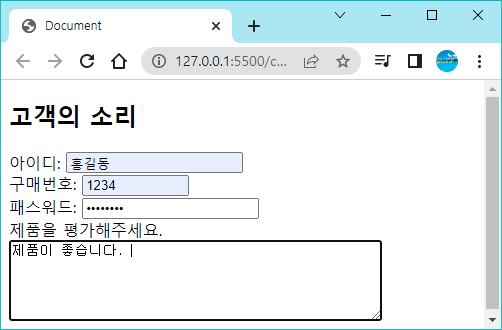 Document
127.0.0.1:5500/c...
고객의 소리
아이디: 홍길동
구매번호: 1234
패스워드: ••••••••
제품을 평가해주세요.
제품이 좋습니다.